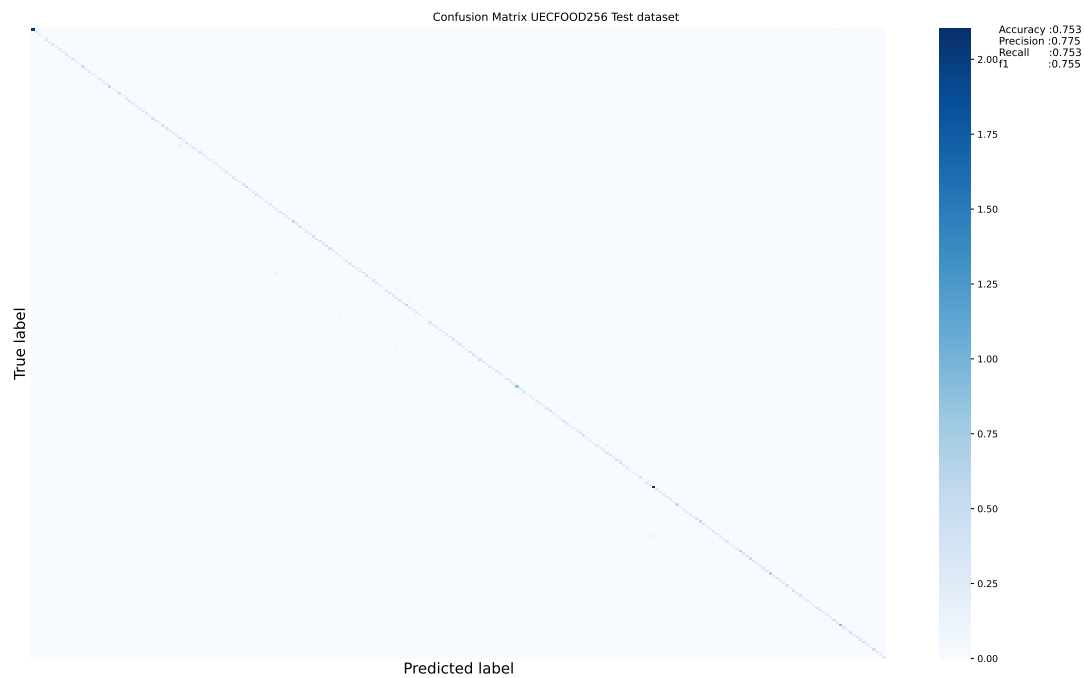 Confusion Matrix UECFOOD256 Test dataset
True label
Predicted label
2.00
1.75
1.50
1.25
1.00
0.75
0.50
0.25
0.00
Accuracy :0.753
Precision :0.775
Recall :0.753
f1 :0.755